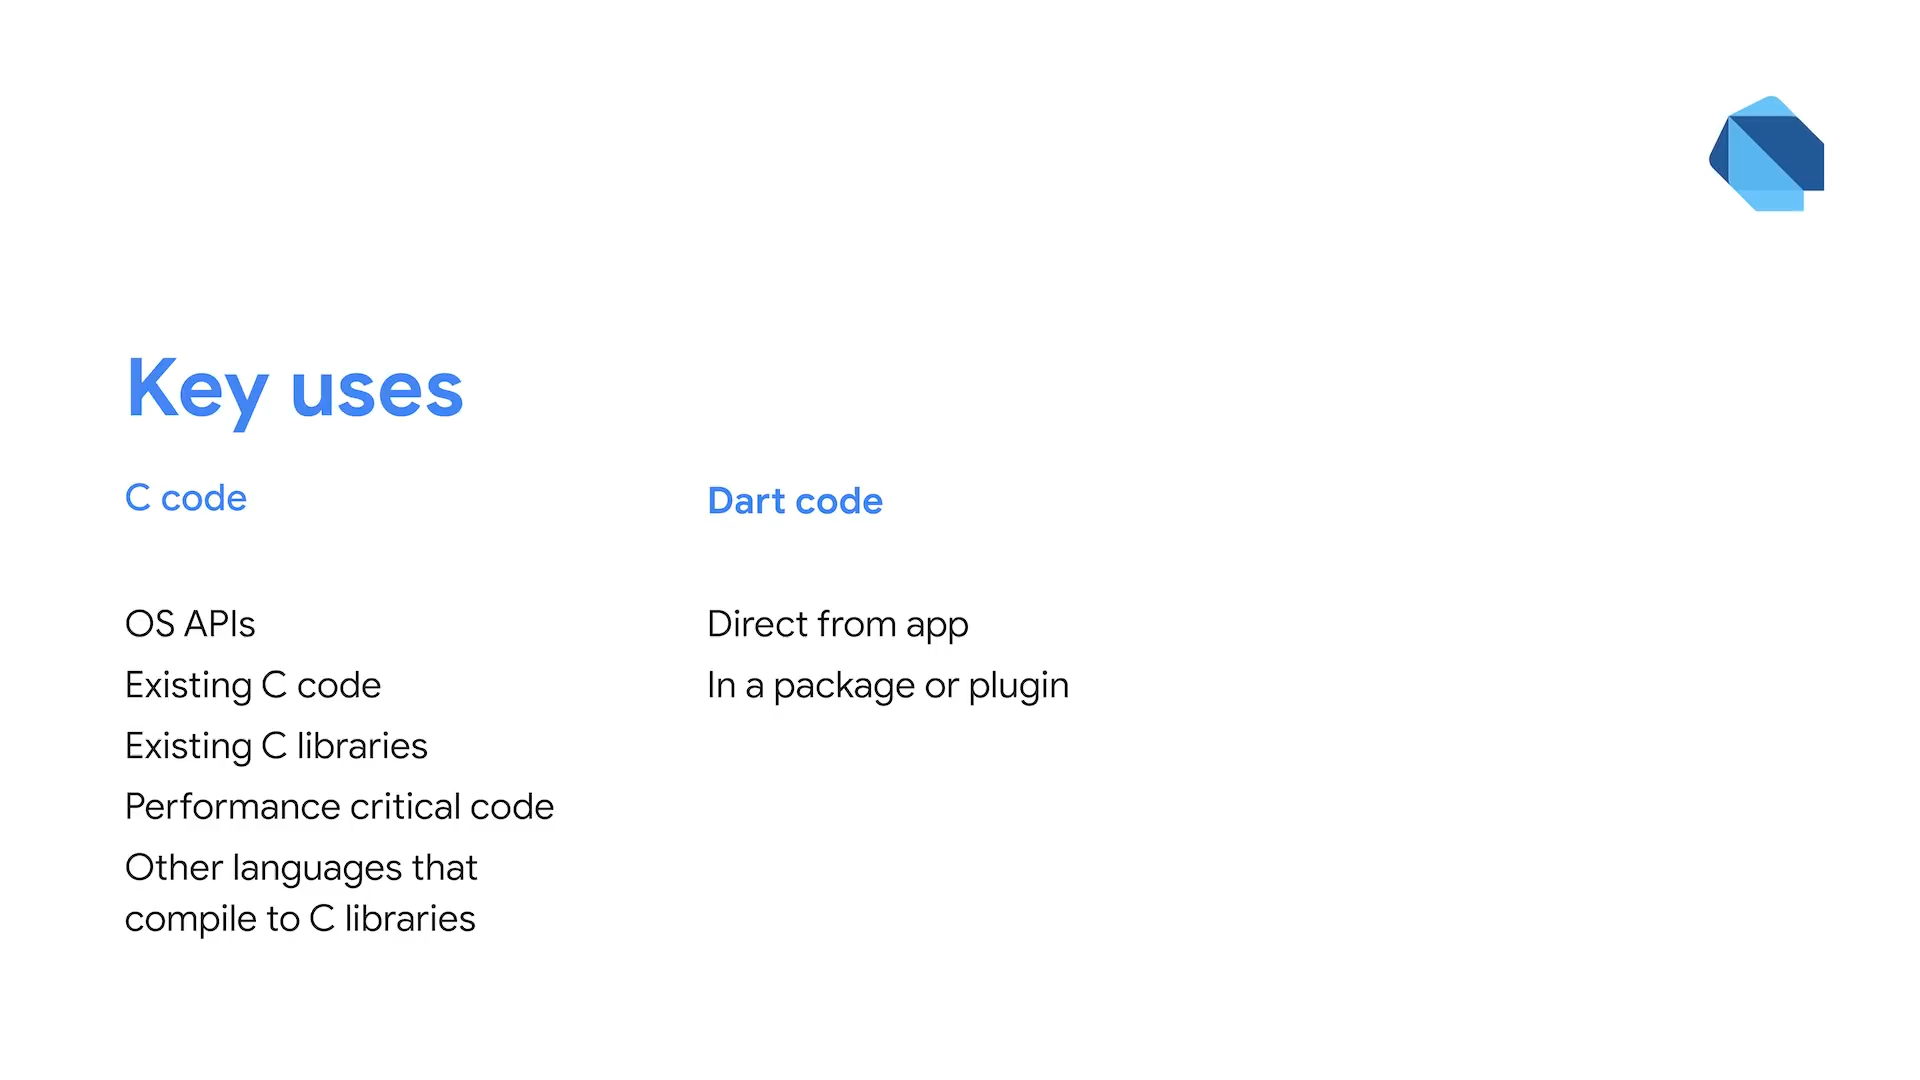 Key uses
C code
OS APIs
Existing C code
Existing C libraries
Performance critical code
Other languages that
compile to C libraries
Dart code
Direct from app
In a package or plugin